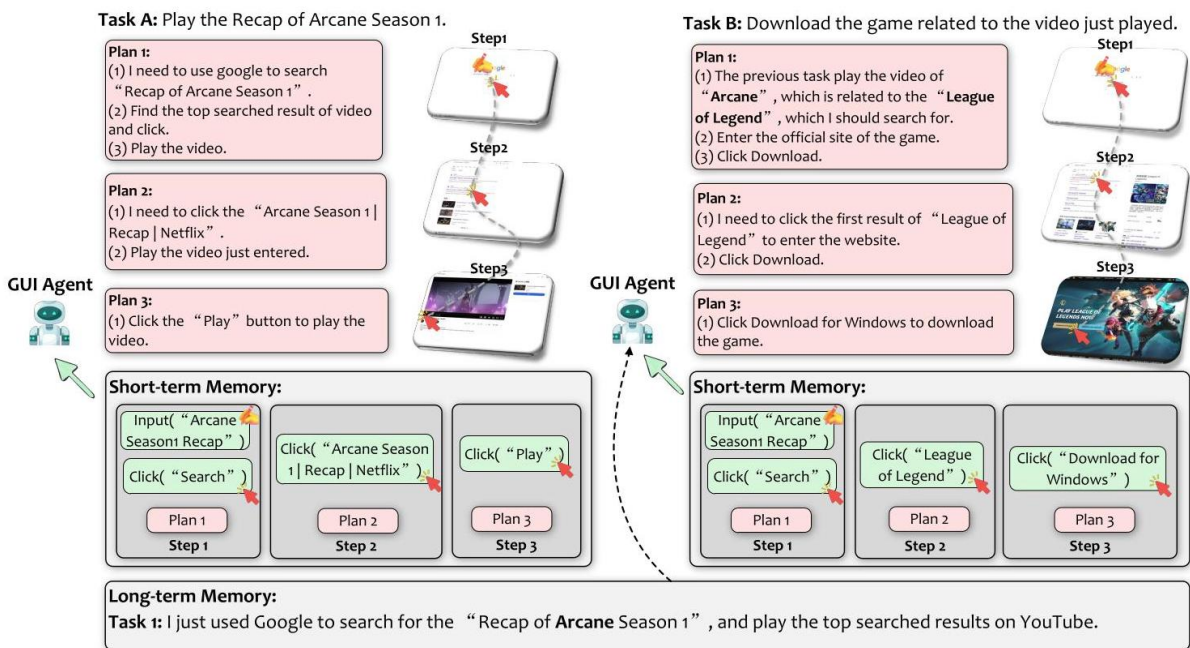 Task A: Play the Recap of Arcane Season 1.
Plan 1:
(1) I need to use google to search
“Recap of Arcane Season 1”.
(2) Find the top searched result of video
and click.
(3) Play the video.
Step1
Plan 2:
(1) I need to click the “Arcane Season 1|
Recap | Netflix”.
(2) Play the video just entered.
Step2
Plan 3:
(1) Click the “Play” button to play the
video.
Step3
GUI Agent
Short-term Memory:
Input(“Arcane
Season1 Recap”)
Click(“Search”)
Plan 1
Step 1
Click(“Arcane Season
1| Recap | Netflix”)
Plan 2
Step 2
Click(“Play”)
Plan 3
Step 3
Task B: Download the game related to the video just played.
Plan 1:
(1) The previous task play the video of
“Arcane”, which is related to the “League
of Legend”, which I should search for.
(2) Enter the official site of the game.
(3) Click Download.
Step1
Plan 2:
(1) I need to click the first result of “League of
Legend” to enter the website.
(2) Click Download.
Step2
Plan 3:
(1) Click Download for Windows to download
the game.
Step3
PLAY LEAGUE OF
LEGENDS NOW
GUI Agent
Short-term Memory:
Input(“Arcane
Season1 Recap”)
Click(“Search”)
Plan 1
Step 1
Click(“League
of Legend”)
Plan 2
Step 2
Click(“Download for
Windows”)
Plan 3
Step 3
Long-term Memory:
Task 1: I just used Google to search for the “Recap of Arcane Season 1”, and play the top searched results on YouTube.